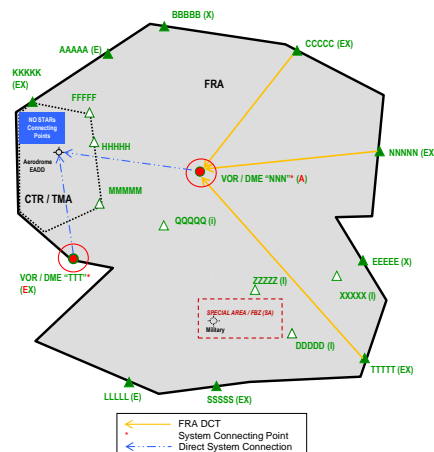 BBBBB (X)
CCCCC (EX)
AAAAA (E)
KKKKK
(EX)
FRA
FFFFF
NO STARs
Connecting
Points
HHHHH
Aerodrome
EADD
NNNNN (EX
VOR / DME "NNN"* (A)
CTR / TMA
MMMMM
QQQQQ (i)
VOR / DME "TTT"*
(EX)
EEEEE (X)
ZZZZZ (I)
XXXXX (I)
SPECIAL AREA / FBZ (SA)
Military
DDDDD (I)
TTTTT (EX)
LLLLL (E)
SSSSS (EX)
FRA DCT
* System Connecting Point
Direct System Connection